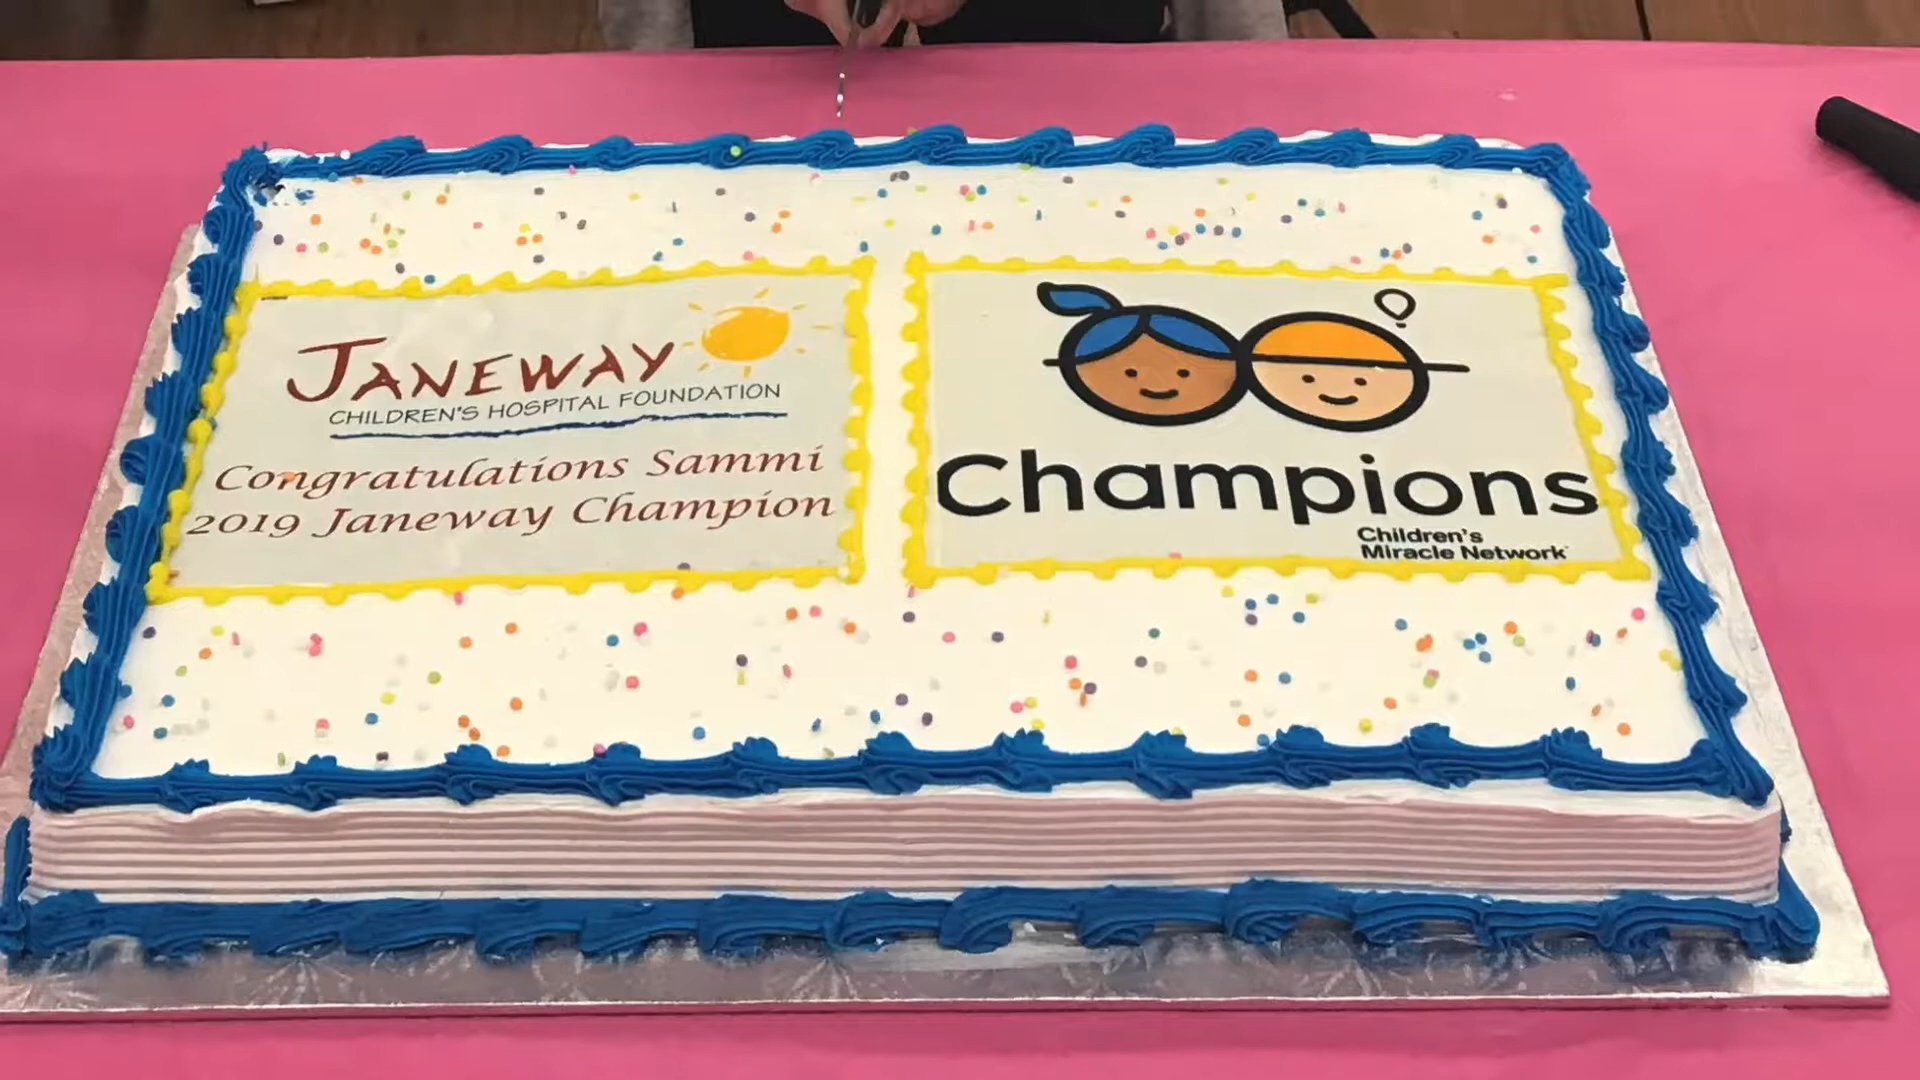 JANEWAY
CHILDREN'S HOSPITAL FOUNDATION
Congratulations Sammi
2019 Janeway Champion
Champions
Children's
Miracle Network